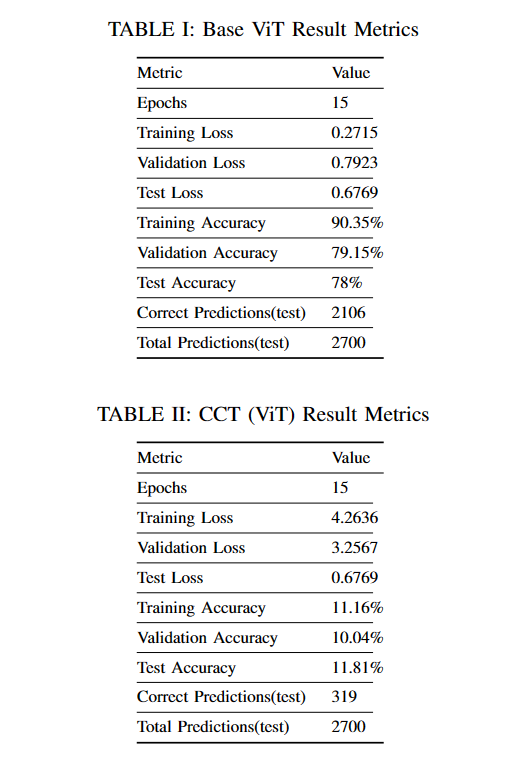 TABLE I: Base ViT Result Metrics
Metric Value
Epochs 15
Training Loss 0.2715
Validation Loss 0.7923
Test Loss 0.6769
Training Accuracy 90.35%
Validation Accuracy 79.15%
Test Accuracy 78%
Correct Predictions(test) 2106
Total Predictions(test) 2700
TABLE II: CCT (ViT) Result Metrics
Metric Value
Epochs 15
Training Loss 4.2636
Validation Loss 3.2567
Test Loss 0.6769
Training Accuracy 11.16%
Validation Accuracy 10.04%
Test Accuracy 11.81%
Correct Predictions(test) 319
Total Predictions(test) 2700